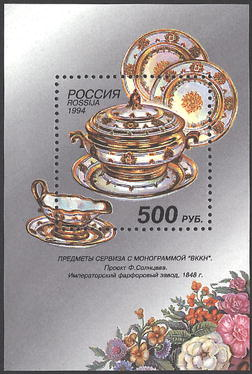 РОССИЯ
ROSSIJA
1994
500 РУБ.
ПРЕДМЕТЫ СЕРВИЗА С МОНОГРАММОЙ "ВККН".
Проект Ф.Солнцева.
Императорский фарфоровый завод, 1848 г.